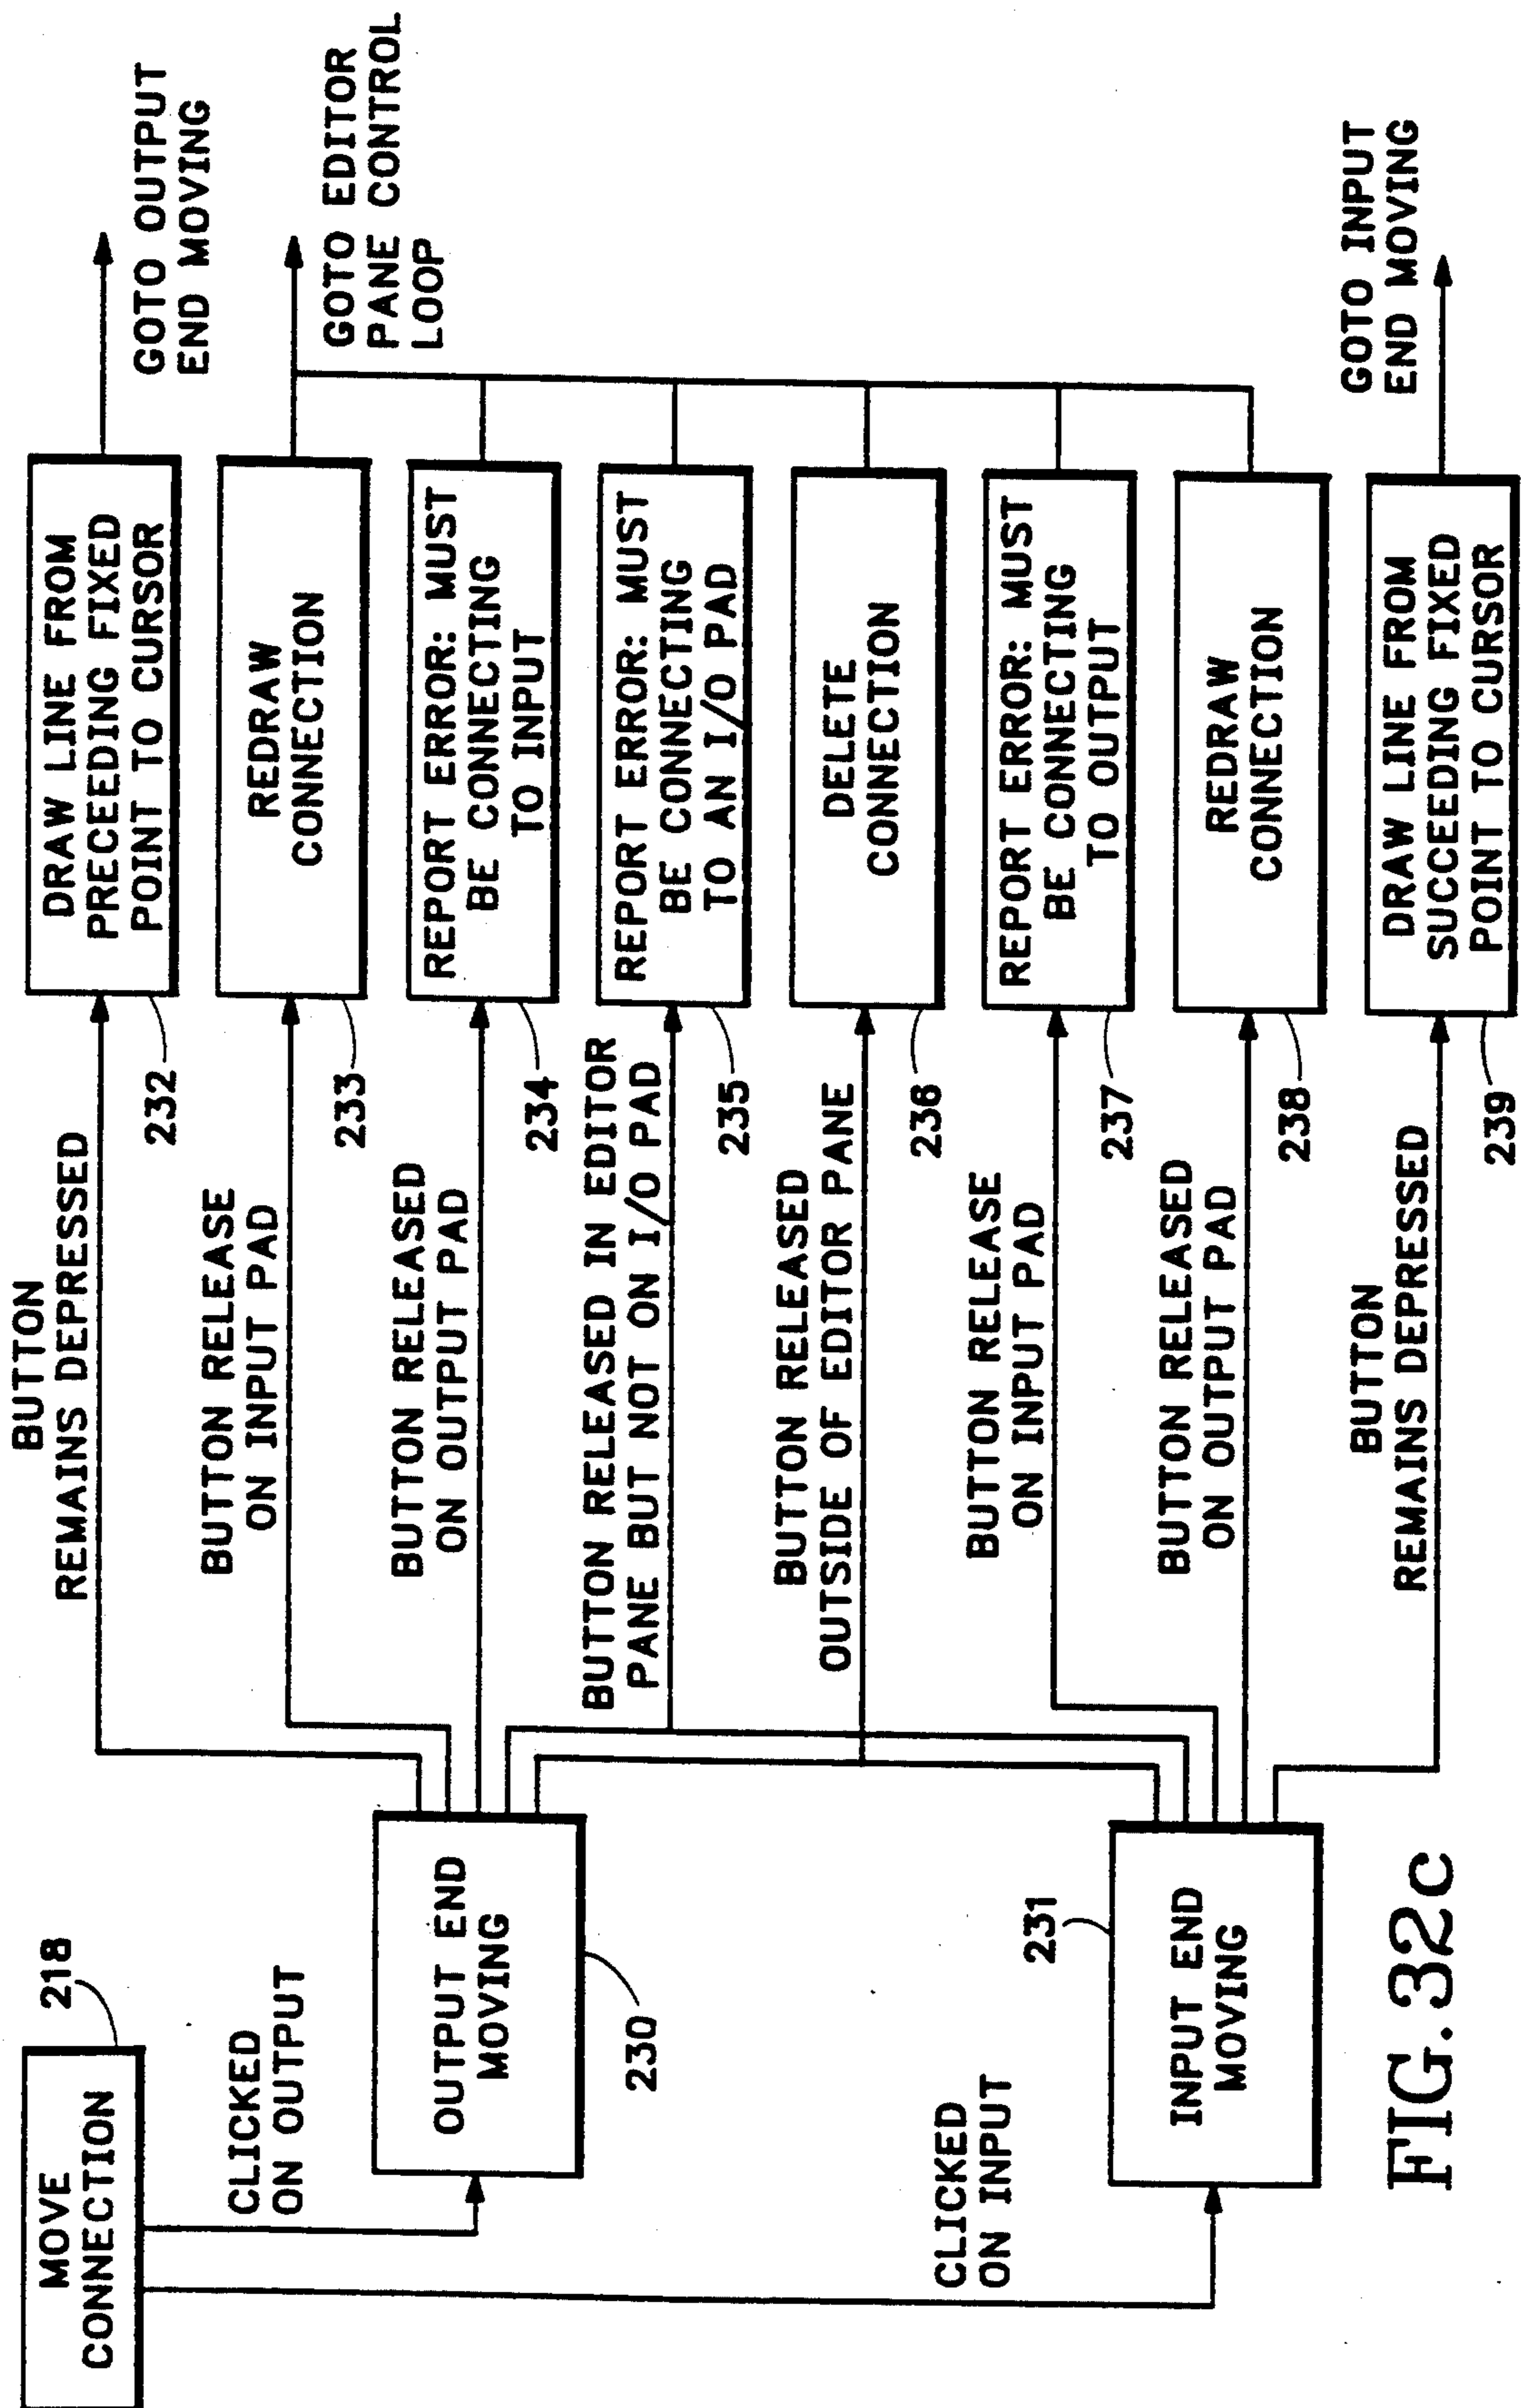 MOVE
CONNECTION
218
CLICKED
ON OUTPUT
CLICKED
ON INPUT
OUTPUT END
MOVING
230
INPUT END
MOVING
231
BUTTON
REMAINS DEPRESSED
BUTTON RELEASE
ON INPUT PAD
BUTTON RELEASED
ON OUTPUT PAD
BUTTON RELEASED IN EDITOR
PANE BUT NOT ON I/O PAD
BUTTON RELEASED
OUTSIDE OF EDITOR PANE
BUTTON RELEASE
ON INPUT PAD
BUTTON RELEASED
ON OUTPUT PAD
BUTTON
REMAINS DEPRESSED
232
DRAW LINE FROM
PRECEEDING FIXED
POINT TO CURSOR
233
REDRAW
CONNECTION
234
REPORT ERROR: MUST
BE CONNECTING
TO INPUT
235
REPORT ERROR: MUST
BE CONNECTING
TO AN I/O PAD
236
DELETE
CONNECTION
237
REPORT ERROR: MUST
BE CONNECTING
TO OUTPUT
238
REDRAW
CONNECTION
239
DRAW LINE FROM
SUCCEEDING FIXED
POINT TO CURSOR
GOTO OUTPUT
END MOVING
GOTO EDITOR
PANE CONTROL
LOOP
GOTO INPUT
END MOVING
FIG. 32c